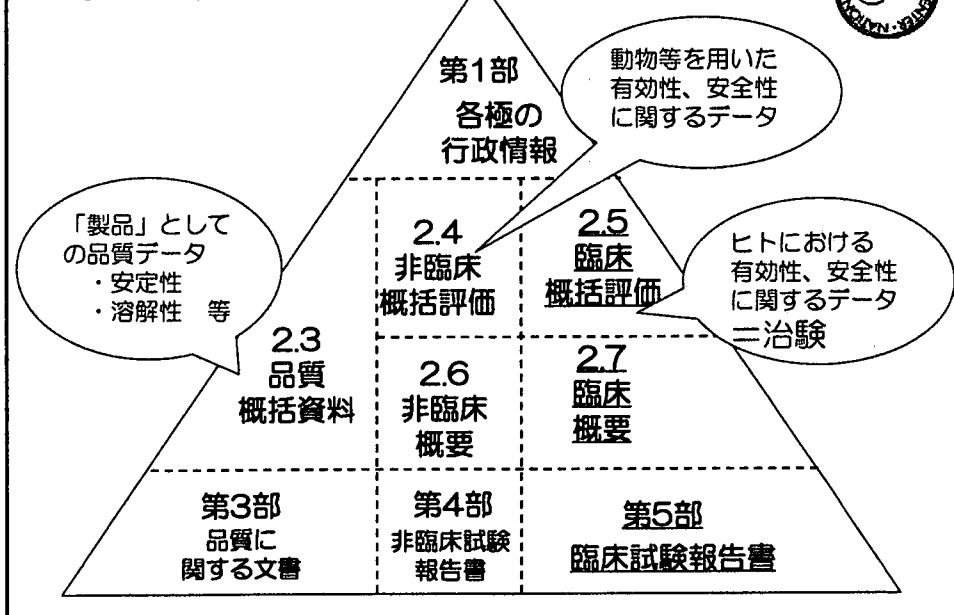 第1部
各極の
行政情報
動物等を用いた
有効性、安全性
に関するデータ
「製品」として
の品質データ
・安定性
・溶解性 等
2.3
品質
概括資料
2.4
非臨床
概括評価
2.5
臨床
概括評価
ヒトにおける
有効性、安全性
に関するデータ
=治験
2.6
非臨床
概要
2.7
臨床
概要
第3部
品質に
関する文書
第4部
非臨床試験
報告書
第5部
臨床試験報告書